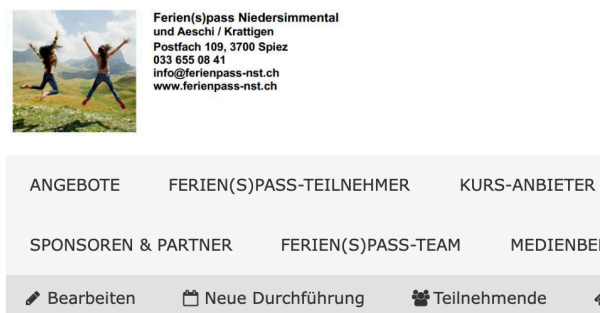 Ferien(s)pass Niedersimmental
und Aeschi / Krattigen
Postfach 109, 3700 Spiez
033 655 08 41
info@ferienpass-nst.ch
www.ferienpass-nst.ch
ANGEBOTE FERIEN(S)PASS-TEILNEHMER KURS-ANBIETER
SPONSOREN & PARTNER FERIEN(S)PASS-TEAM MEDIENBE
Bearbeiten Neue Durchführung Teilnehmende